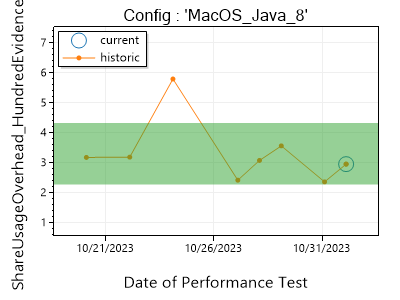 Config : 'MacOS_Java_8'
current
historic
7
6
5
4
3
2
1
ShareUsageOverhead_HundredEvidence
10/21/2023
10/26/2023
10/31/2023
Date of Performance Test